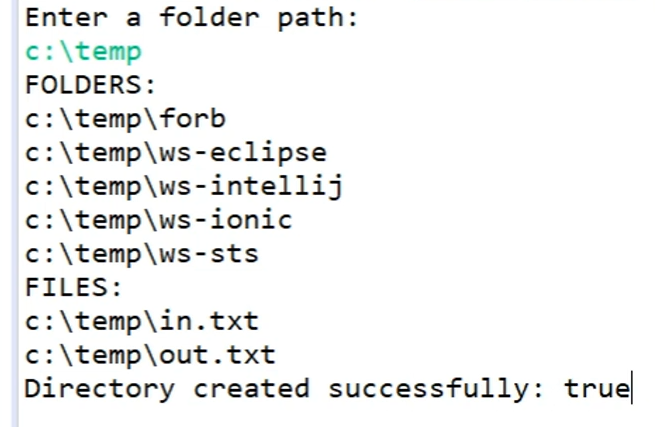 Enter a folder path:
c:\temp
FOLDERS:
c:\temp\forb
c:\temp\ws-eclipse
c:\temp\ws-intellij
c:\temp\ws-ionic
c:\temp\ws-sts
FILES:
c:\temp\in.txt
c:\temp\out.txt
Directory created successfully: true